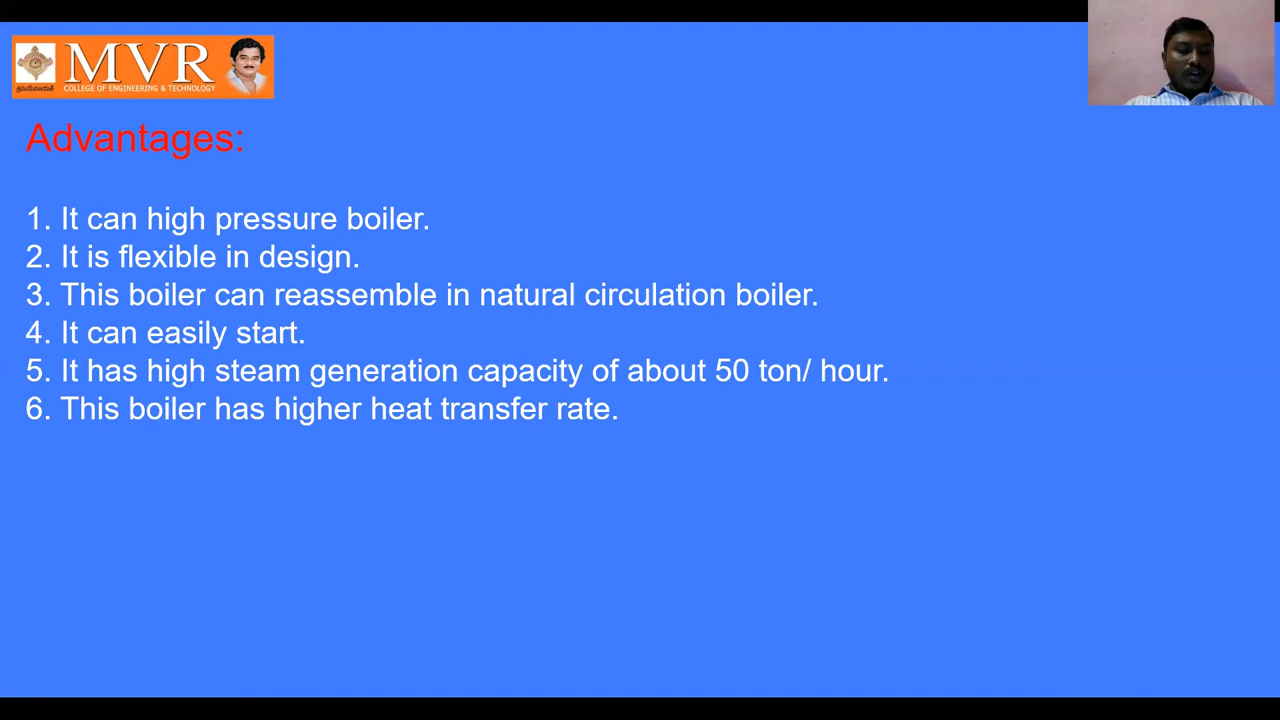 MVR
COLLEGE OF ENGINEERING & TECHNOLOGY
Advantages:
1. It can high pressure boiler.
2. It is flexible in design.
3. This boiler can reassemble in natural circulation boiler.
4. It can easily start.
5. It has high steam generation capacity of about 50 ton/ hour.
6. This boiler has higher heat transfer rate.